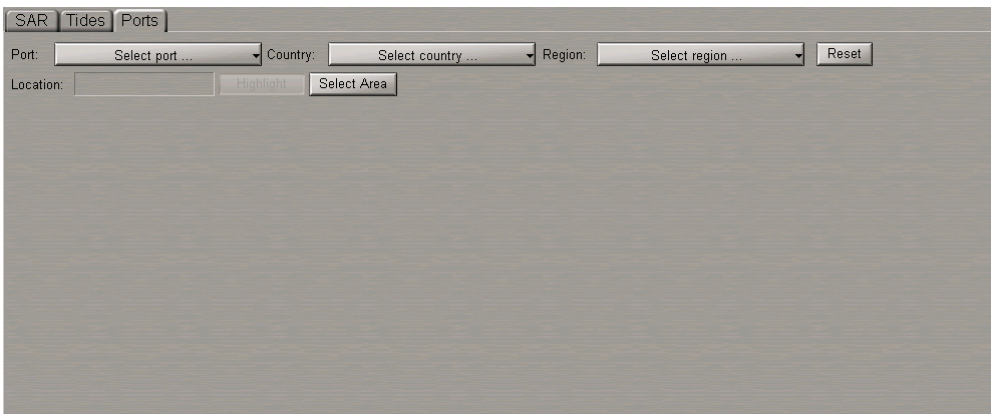 SAR Tides Ports
Port: Select port ... Country: Select country ... Region: Select region ... Reset
Location: Highlight Select Area